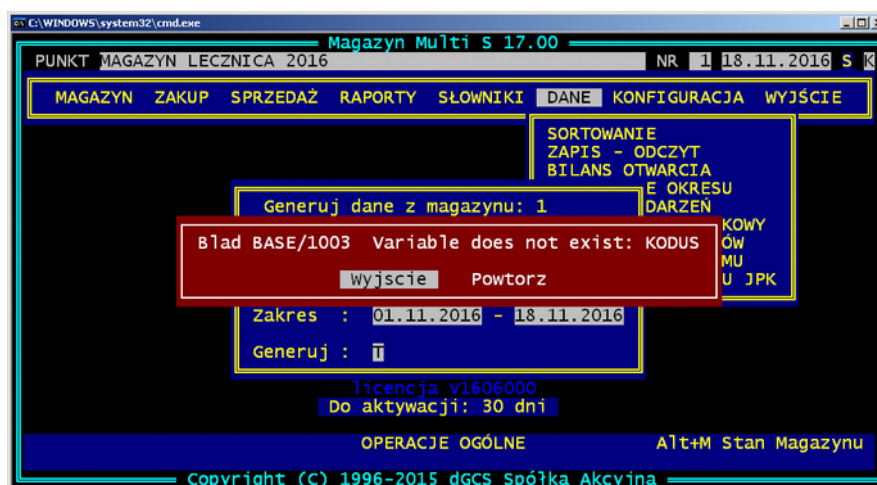 C:\WINDOWS\system32\cmd.exe
Magazyn Multi S 17.00
PUNKT MAGAZYN LECZNICA 2016 NR 1 18.11.2016 S K
MAGAZYN ZAKUP SPRZEDAŻ RAPORTY SŁOWNIKI DANE KONFIGURACJA WYJŚCIE
SORTOWANIE
ZAPIS - ODCZYT
BILANS OTWARCIA
E OKRESU
Generuj dane z magazynu: 1 DARZEŃ
KOWY
Blad BASE/1003 Variable does not exist: KODUS ÓW
MU
Wyjscie Powtorz U JPK
Zakres : 01.11.2016 - 18.11.2016
Generuj : T
licencja v1606000
Do aktywacji: 30 dni
OPERACJE OGÓLNE Alt+M Stan Magazynu
Copyright (C) 1996-2015 dGCS Spółka Akcyjna